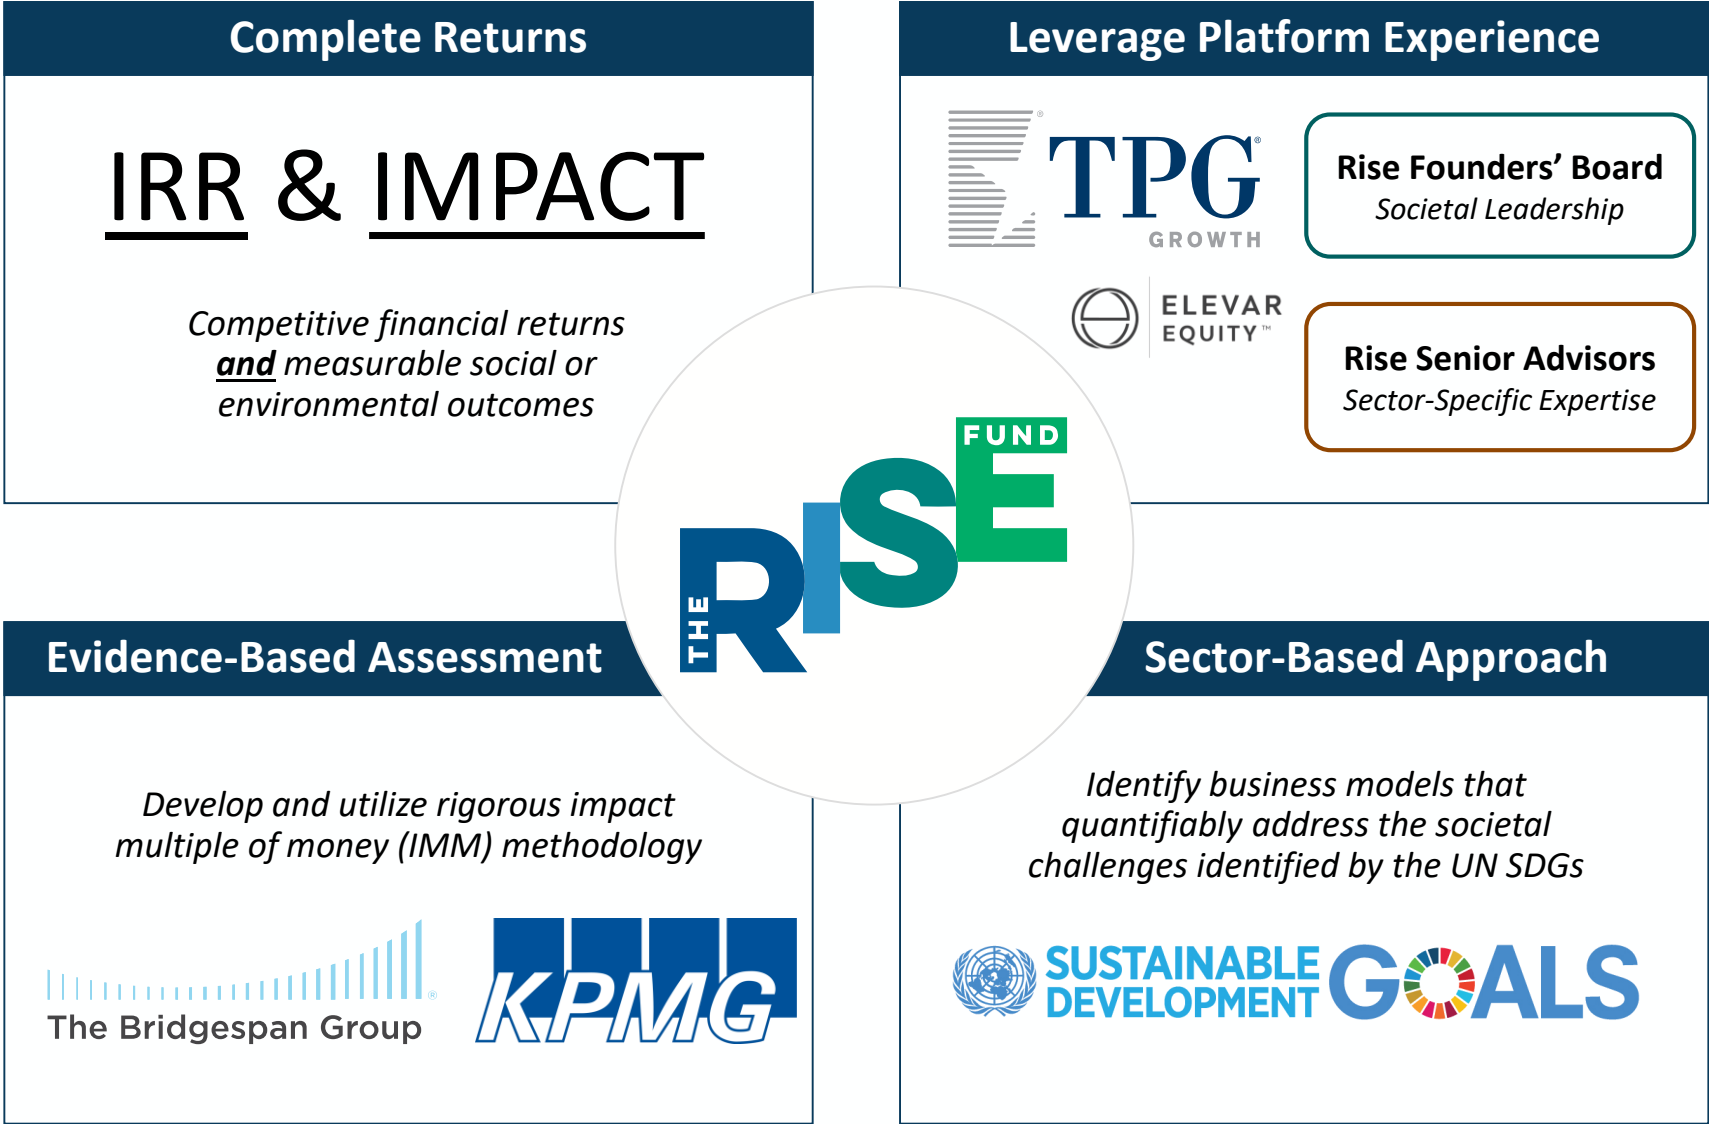 Complete Returns
IRR & IMPACT
Competitive financial returns
and measurable social or
environmental outcomes
Leverage Platform Experience
®
TPG®
GROWTH
ELEVAR
EQUITY™
Rise Founders’ Board
Societal Leadership
Rise Senior Advisors
Sector-Specific Expertise
THE
RISE
FUND
Evidence-Based Assessment
Develop and utilize rigorous impact
multiple of money (IMM) methodology
®
The Bridgespan Group
KPMG
Sector-Based Approach
Identify business models that
quantifiably address the societal
challenges identified by the UN SDGs
SUSTAINABLE
DEVELOPMENT
GOALS